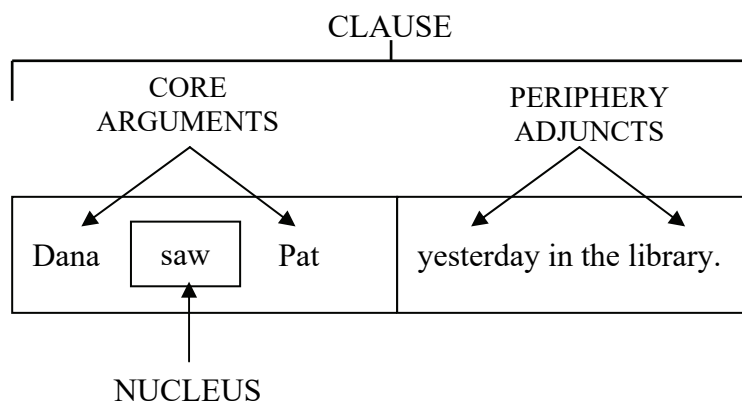 CLAUSE
CORE
ARGUMENTS
PERIPHERY
ADJUNCTS
Dana saw Pat yesterday in the library.
NUCLEUS